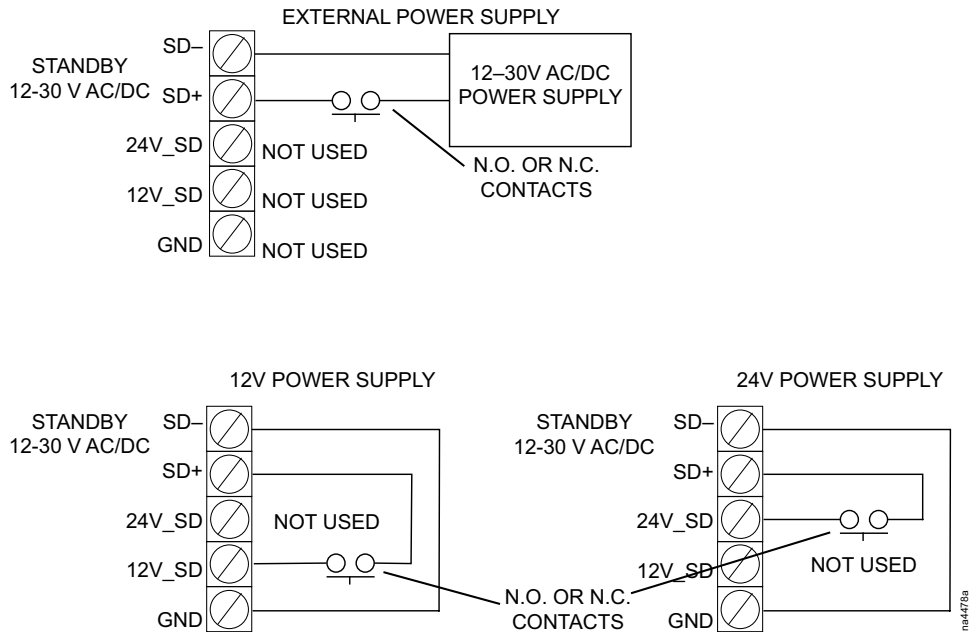 EXTERNAL POWER SUPPLY
SD–
STANDBY
12-30 V AC/DC
SD+
12–30V AC/DC
POWER SUPPLY
24V_SD
NOT USED
N.O. OR N.C.
CONTACTS
12V_SD
NOT USED
GND
NOT USED
12V POWER SUPPLY
STANDBY
12-30 V AC/DC
SD–
SD+
24V_SD
NOT USED
12V_SD
GND
N.O. OR N.C.
CONTACTS
24V POWER SUPPLY
STANDBY
12-30 V AC/DC
SD–
SD+
24V_SD
12V_SD
NOT USED
GND
na4478a